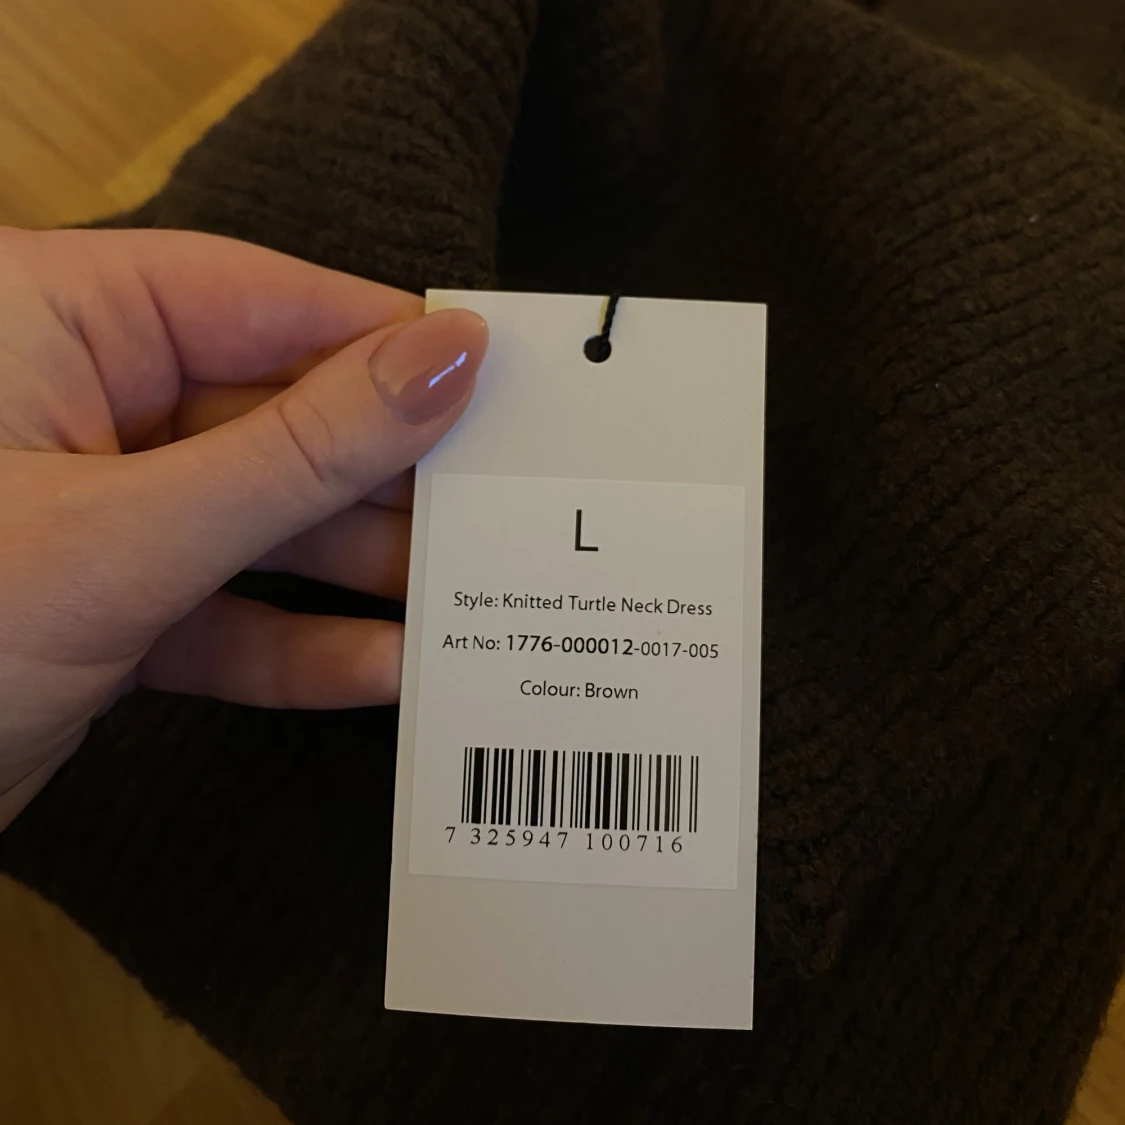 L
Style: Knitted Turtle Neck Dress
Art No: 1776-000012-0017-005
Colour: Brown
7 325947 100716